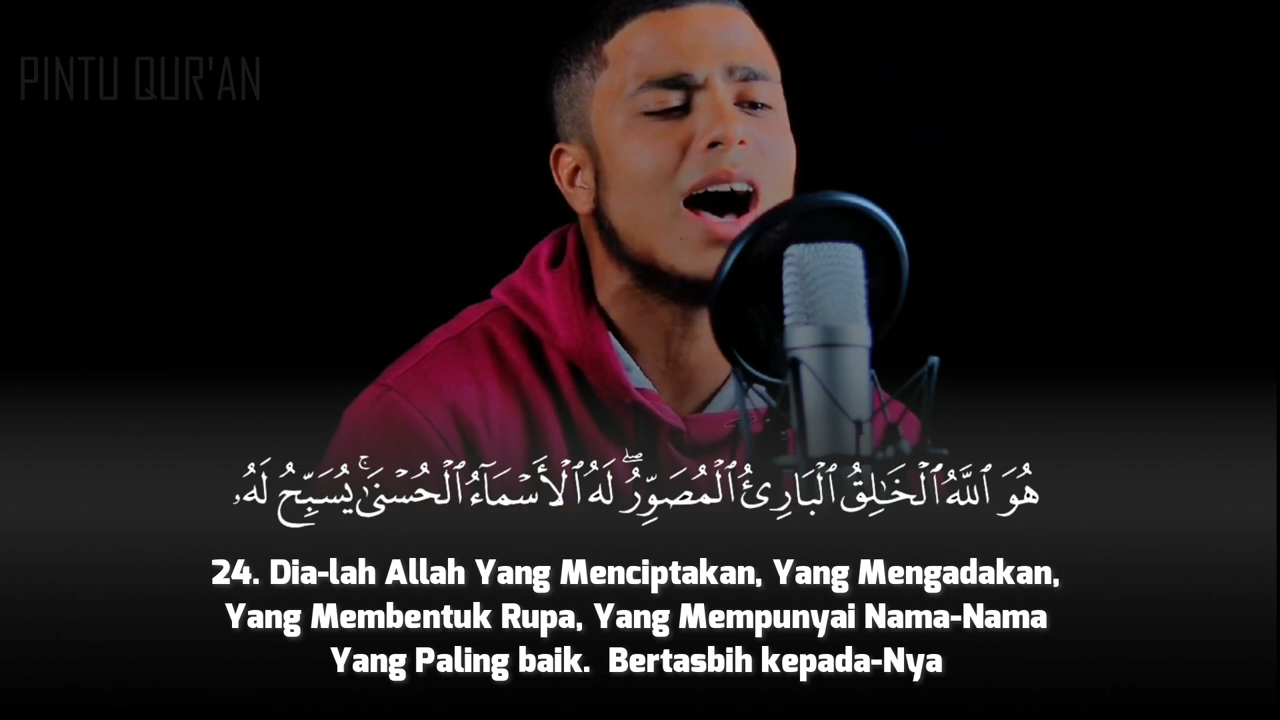 PINTU QUR'AN
هُوَ ٱللَّهُ ٱلْخَٰلِقُ ٱلْبَارِئُ ٱلْمُصَوِّرُ ۖ لَهُ ٱلْأَسْمَآءُ ٱلْحُسْنَىٰ ۚ يُسَبِّحُ لَهُۥ
24. Dia-lah Allah Yang Menciptakan, Yang Mengadakan,
Yang Membentuk Rupa, Yang Mempunyai Nama-Nama
Yang Paling baik. Bertasbih kepada-Nya